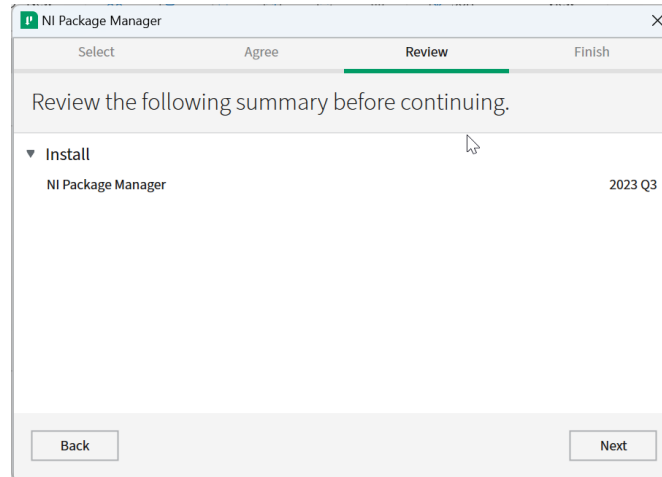 NI Package Manager
Select Agree Review Finish
Review the following summary before continuing.
Install
NI Package Manager 2023 Q3
Back Next